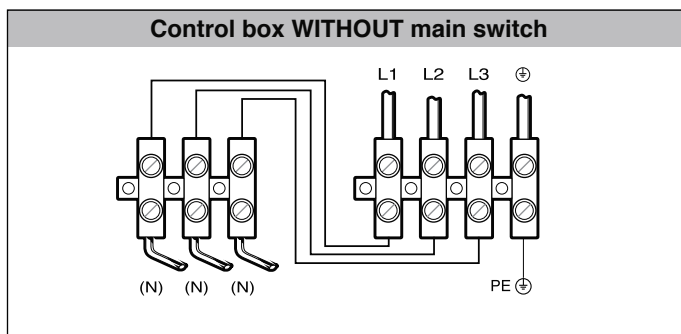 Control box WITHOUT main switch
L1 L2 L3
(N) (N) (N)
PE